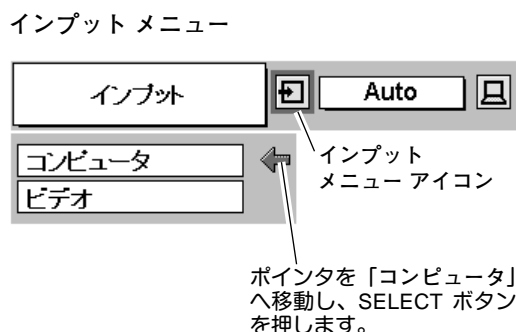 インプット メニュー
インプット
Auto
インプット
メニュー アイコン
コンピュータ
ビデオ
ポインタを「コンピュータ」
へ移動し、SELECT ボタン
を押します。